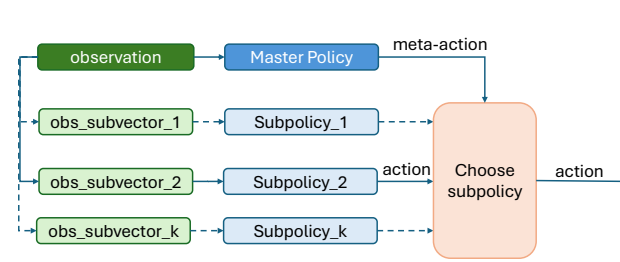 meta-action
observation
Master Policy
obs_subvector_1
Subpolicy_1
obs_subvector_2
Subpolicy_2
action
Choose
subpolicy
action
obs_subvector_k
Subpolicy_k